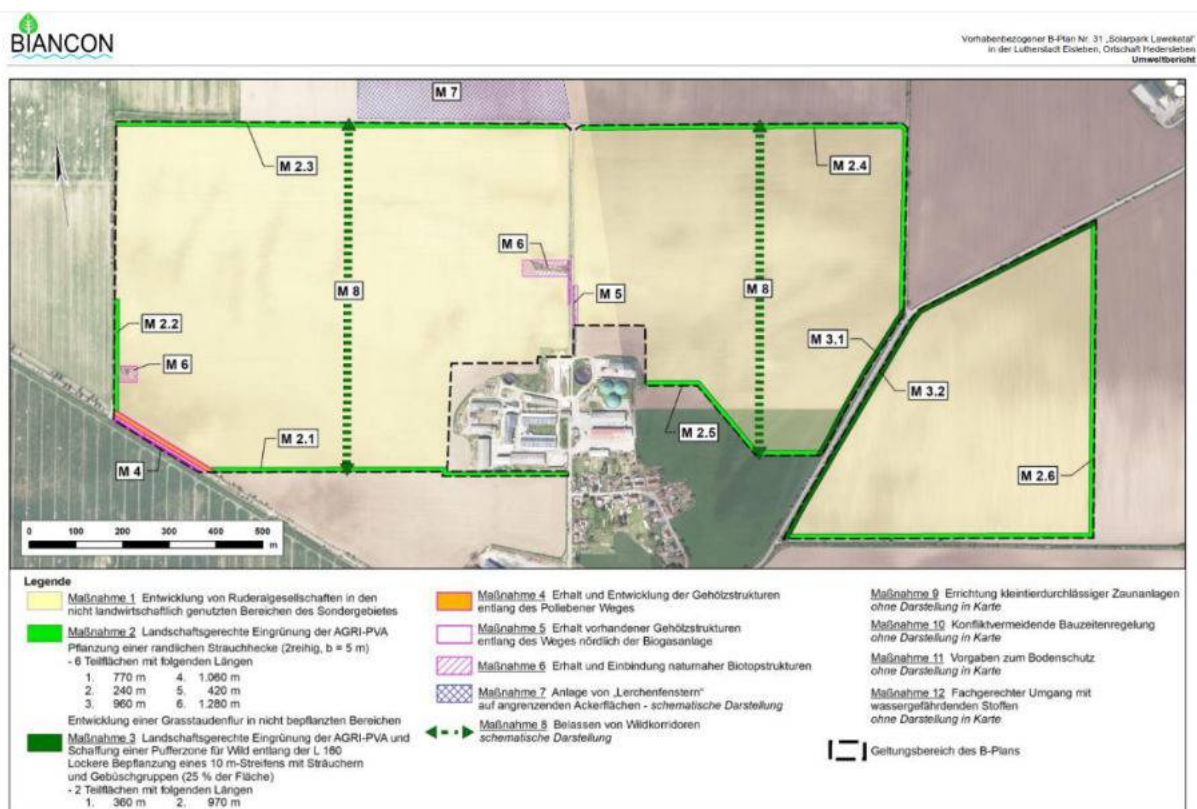 BIANCON
Vorhabenbezogener B-Plan Nr. 31 „Solarpark Laweketal"
in der Lutherstadt Eisleben, Ortschaft Hedersleben
Umweltbericht
M 7
M 2.3
M 2.4
M 6
M 5
M 8
M 8
M 2.2
M 6
M 3.1
M 3.2
M 2.1
M 2.5
M 4
M 2.6
0 100 200 300 400 500
m
Legende
Maßnahme 1 Entwicklung von Ruderalgesellschaften in den
nicht landwirtschaftlich genutzten Bereichen des Sondergebietes
Maßnahme 2 Landschaftsgerechte Eingrünung der AGRI-PVA
Pflanzung einer randlichen Strauchhecke (2reihig, b = 5 m)
- 6 Teilflächen mit folgenden Längen
1. 770 m 4. 1.060 m
2. 240 m 5. 420 m
3. 960 m 6. 1.280 m
Entwicklung einer Grasstaudenflur in nicht bepflanzten Bereichen
Maßnahme 3 Landschaftsgerechte Eingrünung der AGRI-PVA und
Schaffung einer Pufferzone für Wild entlang der L 160
Lockere Bepflanzung eines 10 m-Streifens mit Sträuchern
und Gebüschgruppen (25 % der Fläche)
- 2 Teilflächen mit folgenden Längen
1. 360 m 2. 970 m
Maßnahme 4 Erhalt und Entwicklung der Gehölzstrukturen
entlang des Polleber Weges
Maßnahme 5 Erhalt vorhandener Gehölzstrukturen
entlang des Weges nördlich der Biogasanlage
Maßnahme 6 Erhalt und Einbindung naturnaher Biotopstrukturen
Maßnahme 7 Anlage von „Lerchenfenstern"
auf angrenzenden Ackerflächen - schematische Darstellung
Maßnahme 8 Belassen von Wildkorridoren
schematische Darstellung
Maßnahme 9 Errichtung kleintierdurchlässiger Zaunanlagen
ohne Darstellung in Karte
Maßnahme 10 Konfliktvermeidende Bauzeitenregelung
ohne Darstellung in Karte
Maßnahme 11 Vorgaben zum Bodenschutz
ohne Darstellung in Karte
Maßnahme 12 Fachgerechter Umgang mit
wassergefährdenden Stoffen
ohne Darstellung in Karte
Geltungsbereich des B-Plans